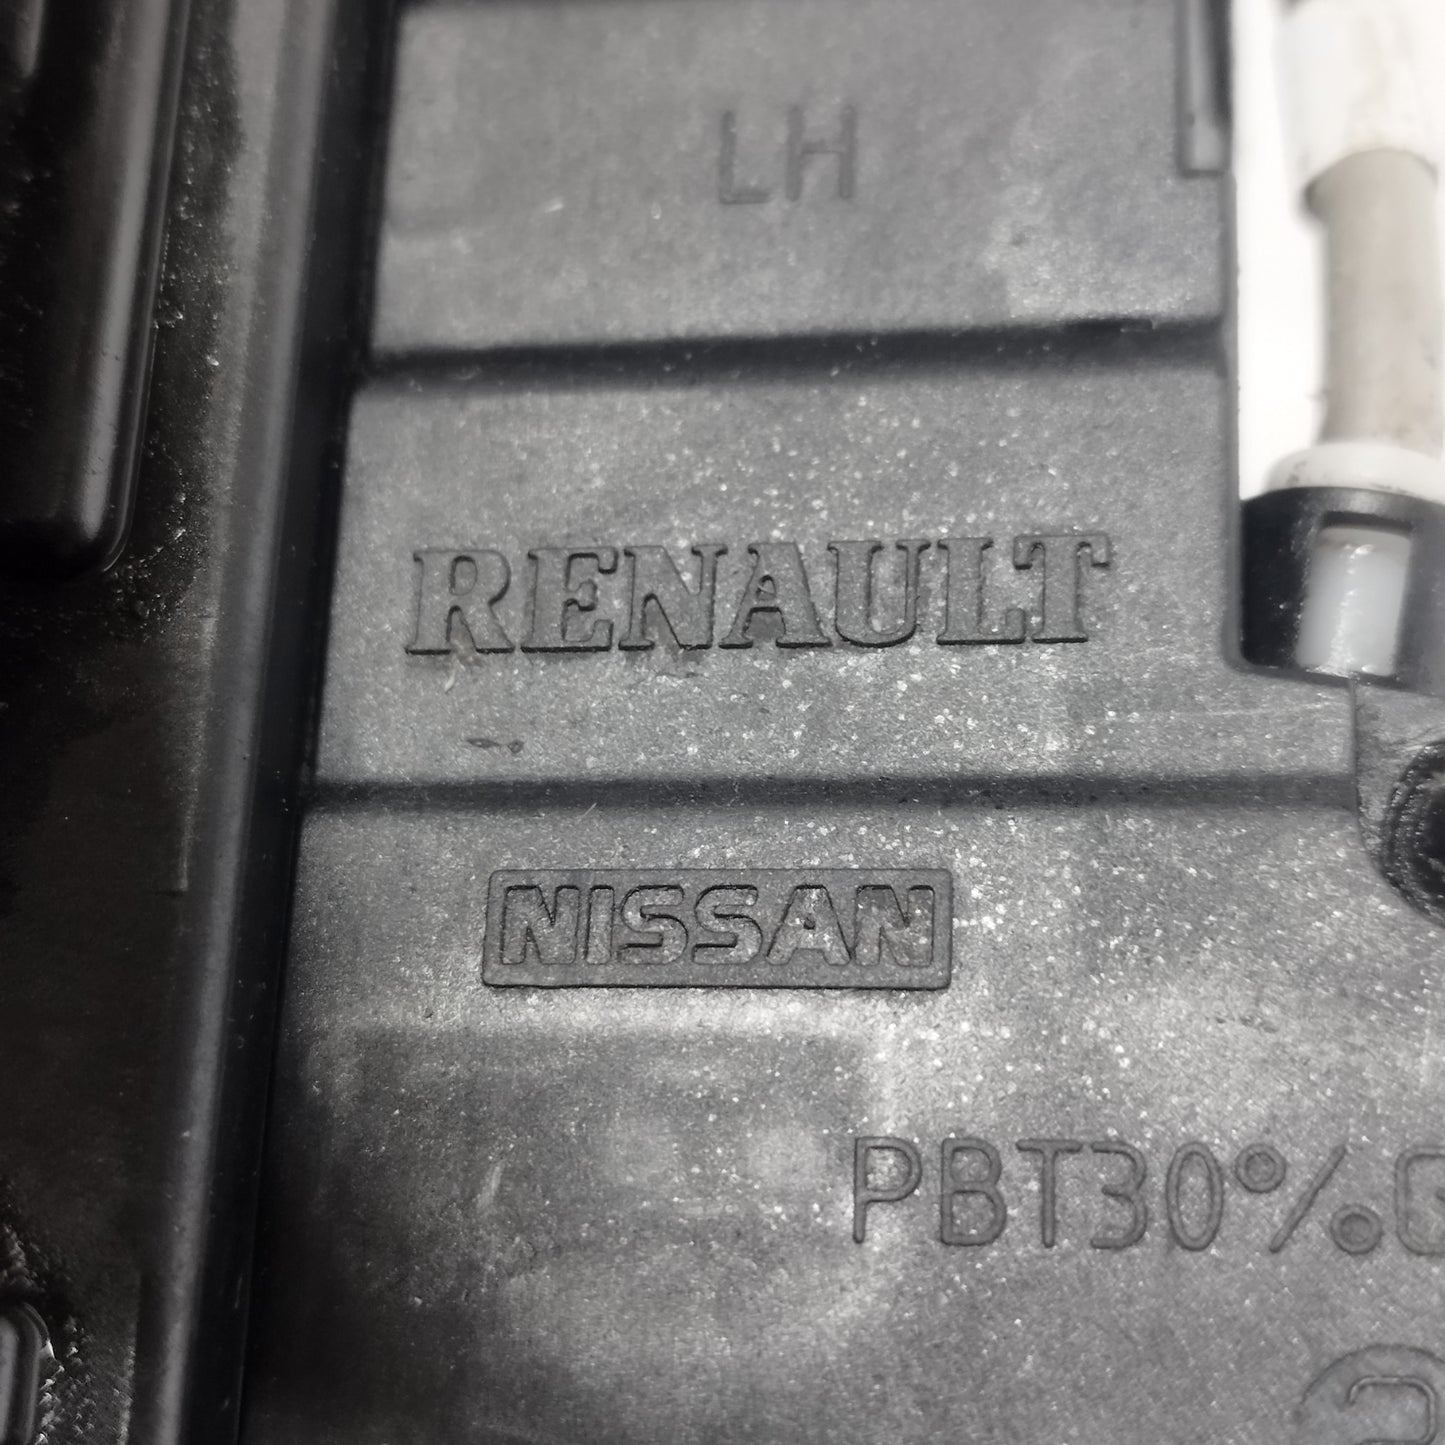 LH
RENAULT
NISSAN
PBT30%G